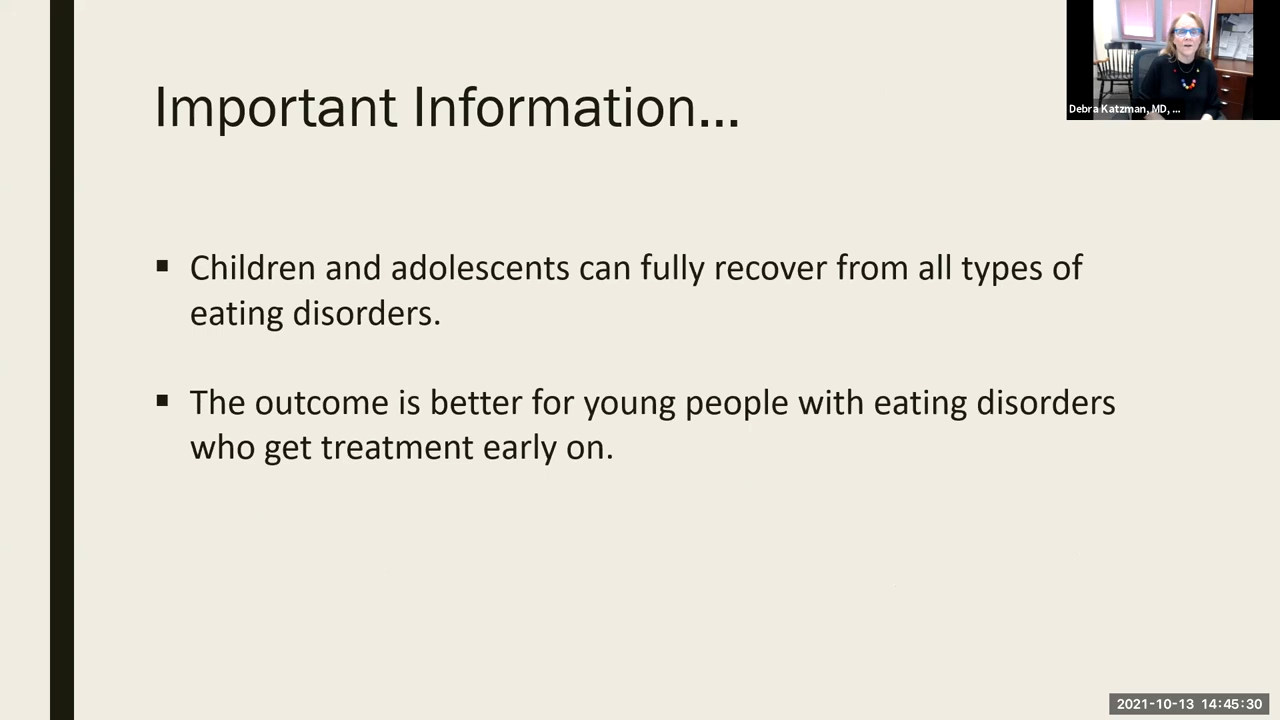 Important Information...
Debra Katzman, MD, ...
▪ Children and adolescents can fully recover from all types of
eating disorders.
▪ The outcome is better for young people with eating disorders
who get treatment early on.
2021-10-13 14:45:30